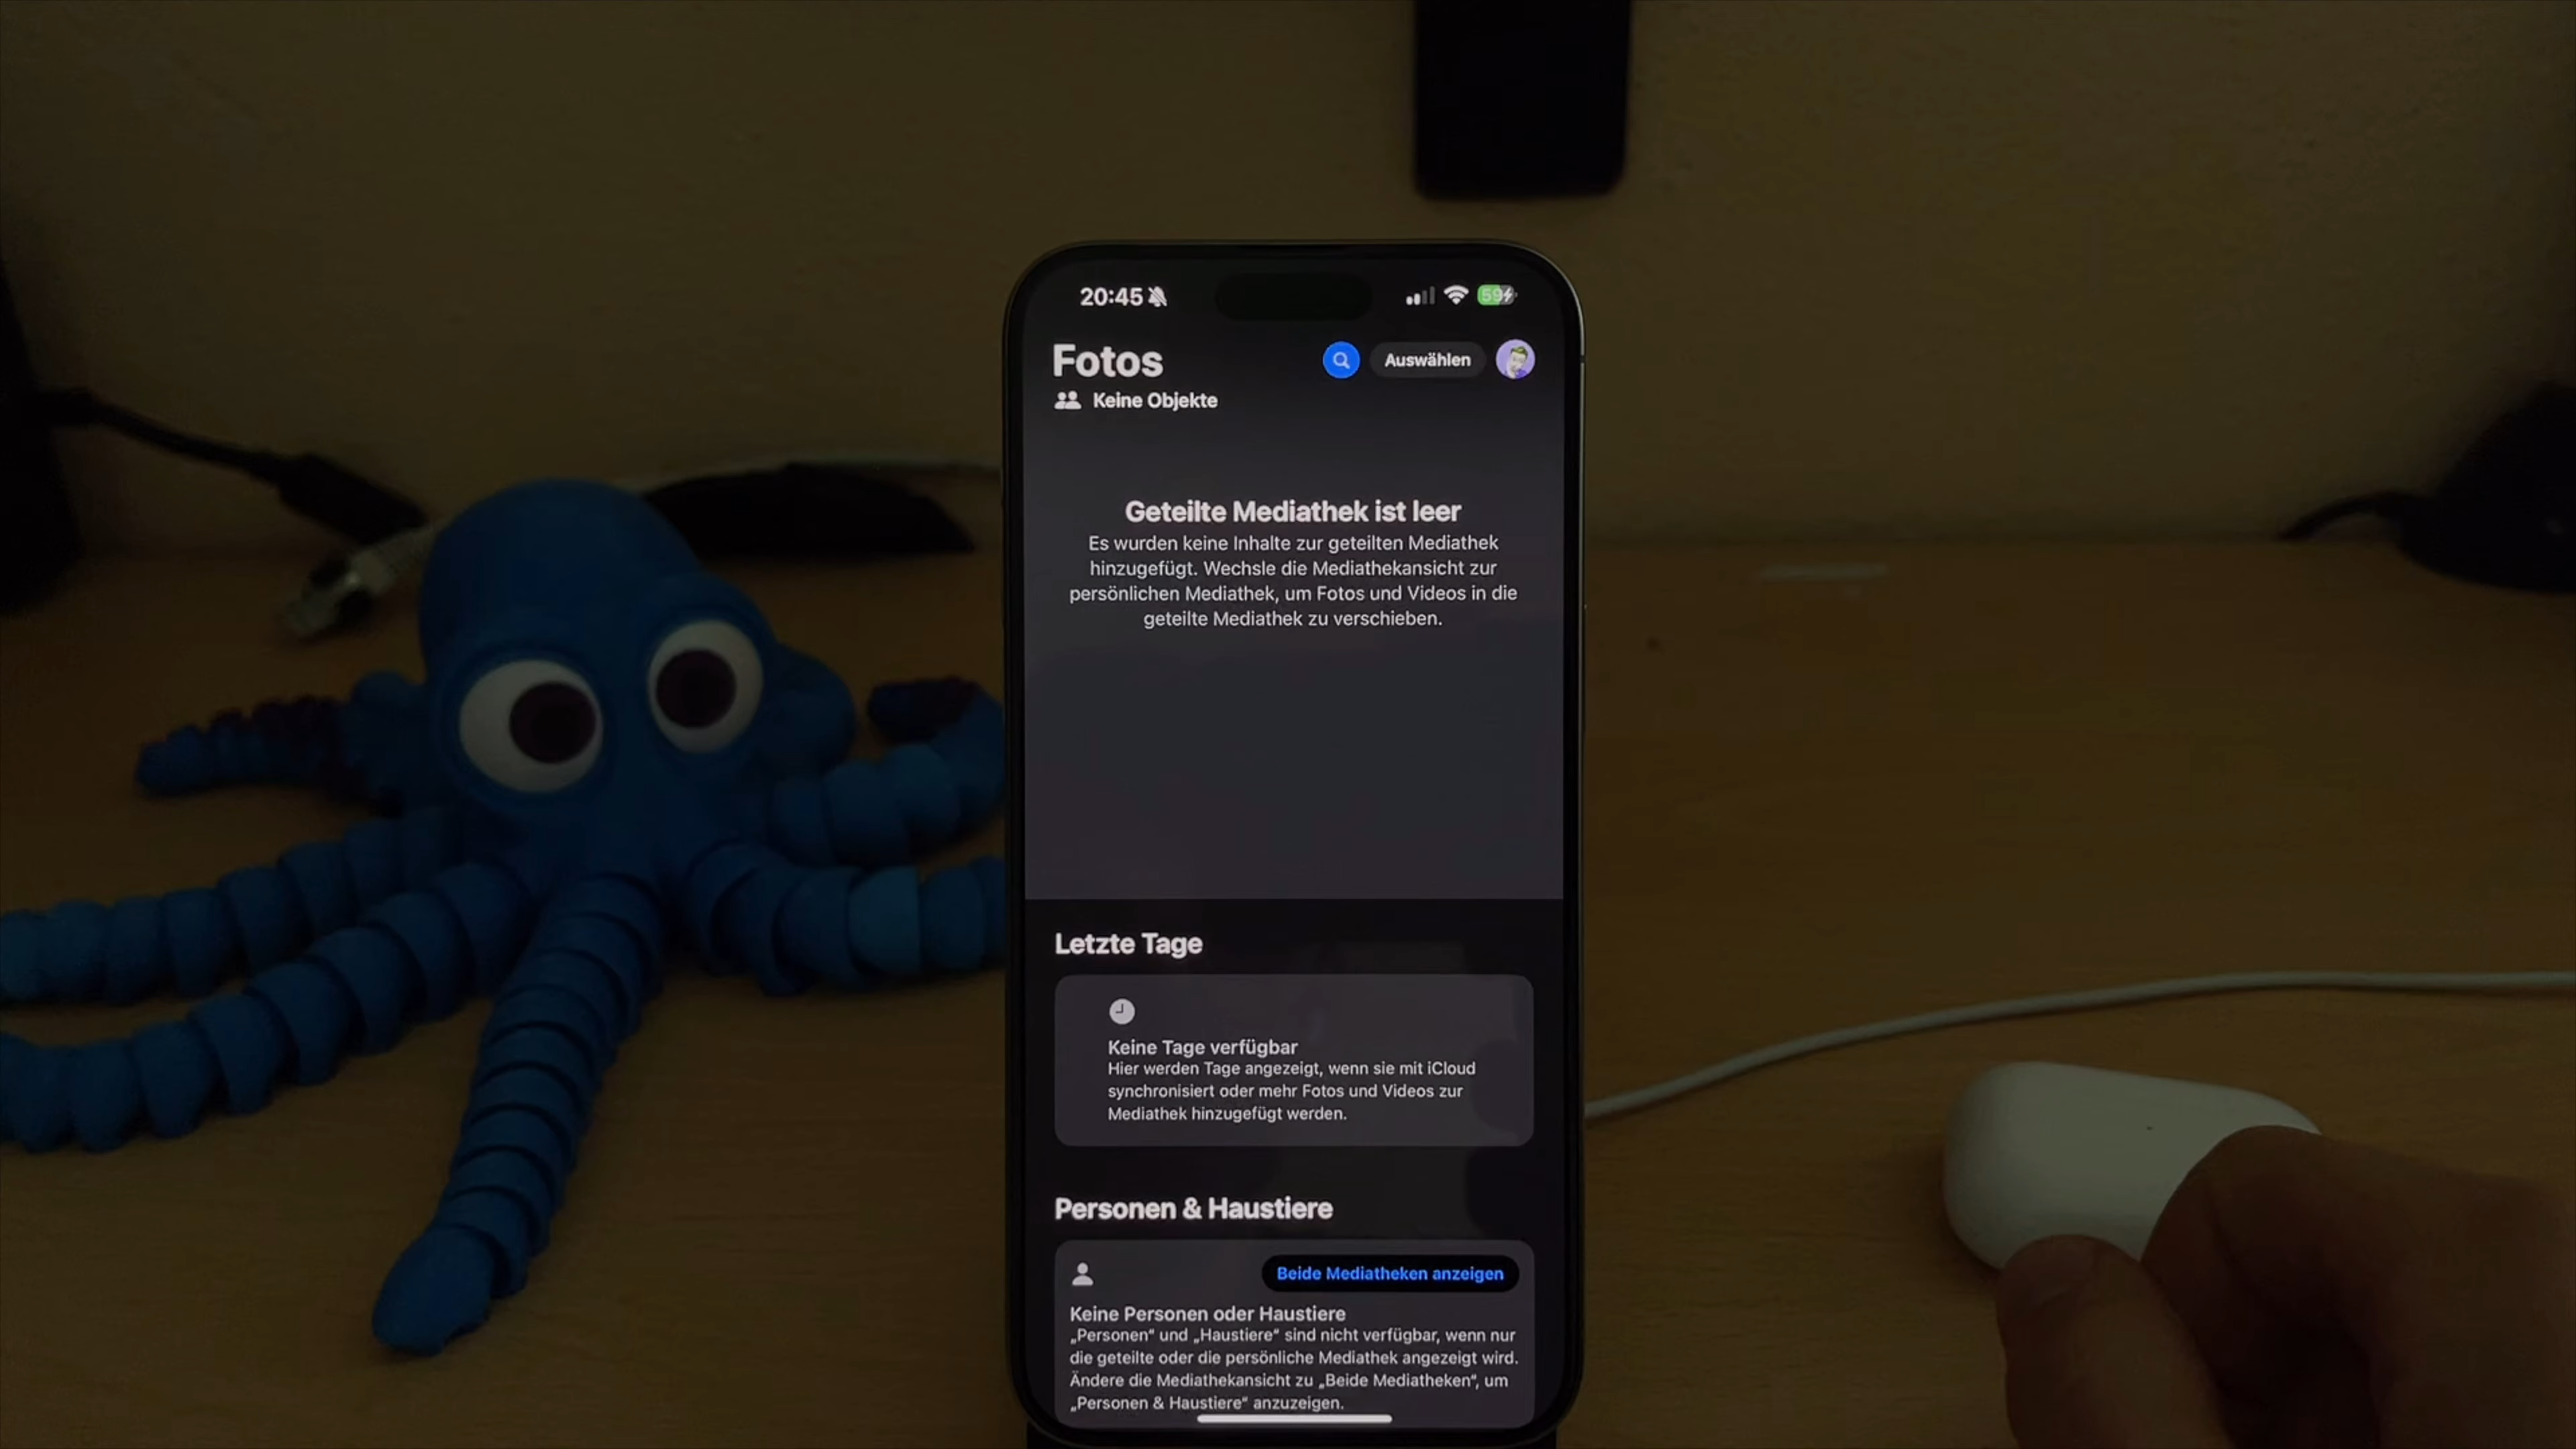 20:45
59
Fotos
Auswählen
Keine Objekte
Geteilte Mediathek ist leer
Es wurden keine Inhalte zur geteilten Mediathek
hinzugefügt. Wechsle die Mediathekansicht zur
persönlichen Mediathek, um Fotos und Videos in die
geteilte Mediathek zu verschieben.
Letzte Tage
Keine Tage verfügbar
Hier werden Tage angezeigt, wenn sie mit iCloud
synchronisiert oder mehr Fotos und Videos zur
Mediathek hinzugefügt werden.
Personen & Haustiere
Beide Mediatheken anzeigen
Keine Personen oder Haustiere
„Personen“ und „Haustiere“ sind nicht verfügbar, wenn nur
die geteilte oder die persönliche Mediathek angezeigt wird.
Ändere die Mediathekansicht zu „Beide Mediatheken“, um
„Personen & Haustiere“ anzuzeigen.